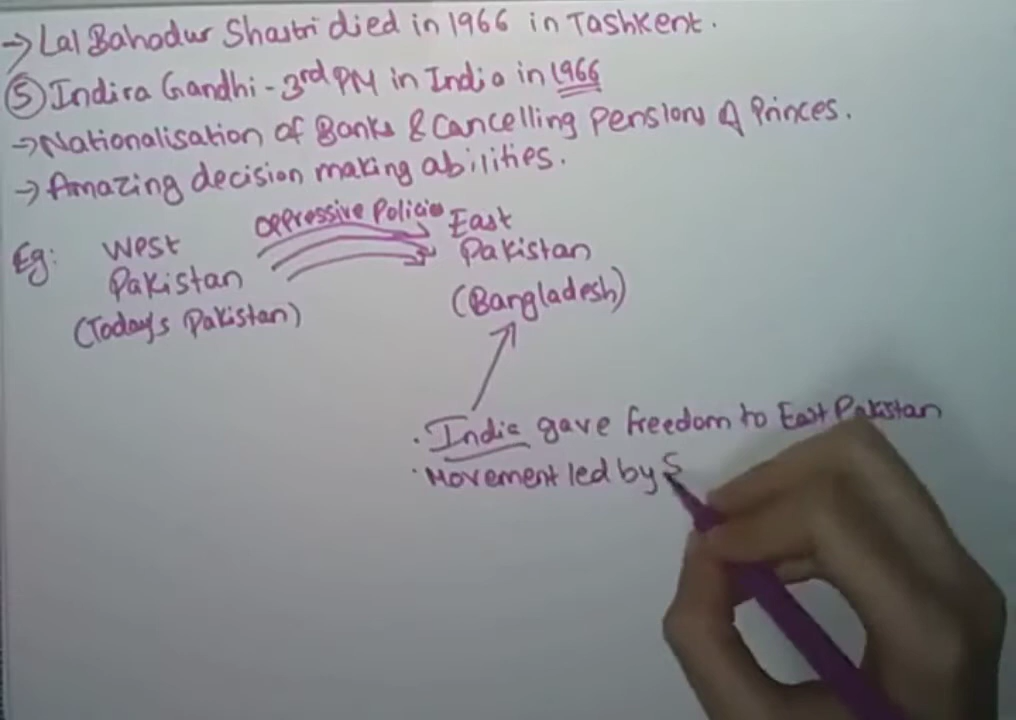 → Lal Bahadur Shastri died in 1966 in Tashkent.
⑤ Indira Gandhi - 3rd PM in India in 1966
→ Nationalisation of Banks & Cancelling Pensions of Princes.
→ Amazing decision making abilities.
Eg: West Pakistan (Today's Pakistan)
oppressive Policies
East Pakistan (Bangladesh)
. India gave freedom to East Pakistan
. Movement led by S